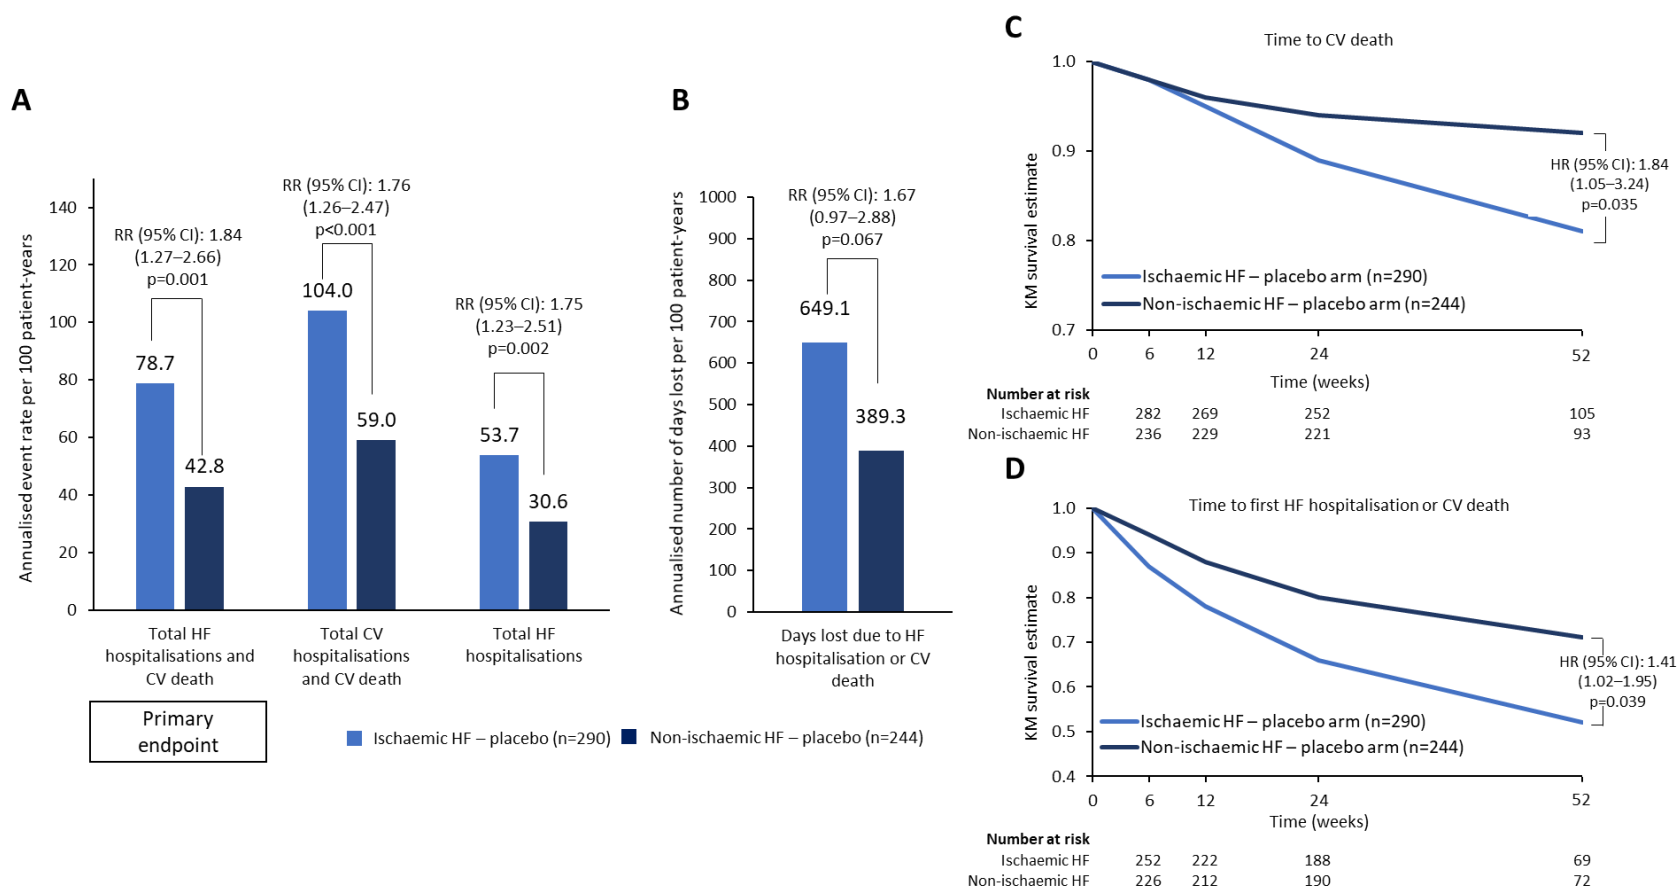 A
Annualised event rate per 100 patient-years
140
120
100
80
60
40
20
0
RR (95% CI): 1.84
(1.27–2.66)
p=0.001
78.7
42.8
RR (95% CI): 1.76
(1.26–2.47)
p<0.001
104.0
59.0
RR (95% CI): 1.75
(1.23–2.51)
p=0.002
53.7
30.6
Total HF
hospitalisations and
CV death
Total CV
hospitalisations
and CV death
Total HF
hospitalisations
Primary
endpoint
B
Annualised number of days lost per 100 patient-years
1000
900
800
700
600
500
400
300
200
100
0
RR (95% CI): 1.67
(0.97–2.88)
p=0.067
649.1
389.3
Days lost due to HF
hospitalisation or CV
death
Ischaemic HF – placebo (n=290)
Non-ischaemic HF – placebo (n=244)
C
Time to CV death
KM survival estimate
1.0
0.9
0.8
0.7
HR (95% CI): 1.84
(1.05–3.24)
p=0.035
Ischaemic HF – placebo arm (n=290)
Non-ischaemic HF – placebo arm (n=244)
0 6 12 24 52
Time (weeks)
Number at risk
Ischaemic HF 282 269 252 105
Non-ischaemic HF 236 229 221 93
D
Time to first HF hospitalisation or CV death
KM survival estimate
1.0
0.9
0.8
0.7
0.6
0.5
0.4
HR (95% CI): 1.41
(1.02–1.95)
p=0.039
Ischaemic HF – placebo arm (n=290)
Non-ischaemic HF – placebo arm (n=244)
0 6 12 24 52
Time (weeks)
Number at risk
Ischaemic HF 252 222 188 69
Non-ischaemic HF 226 212 190 72